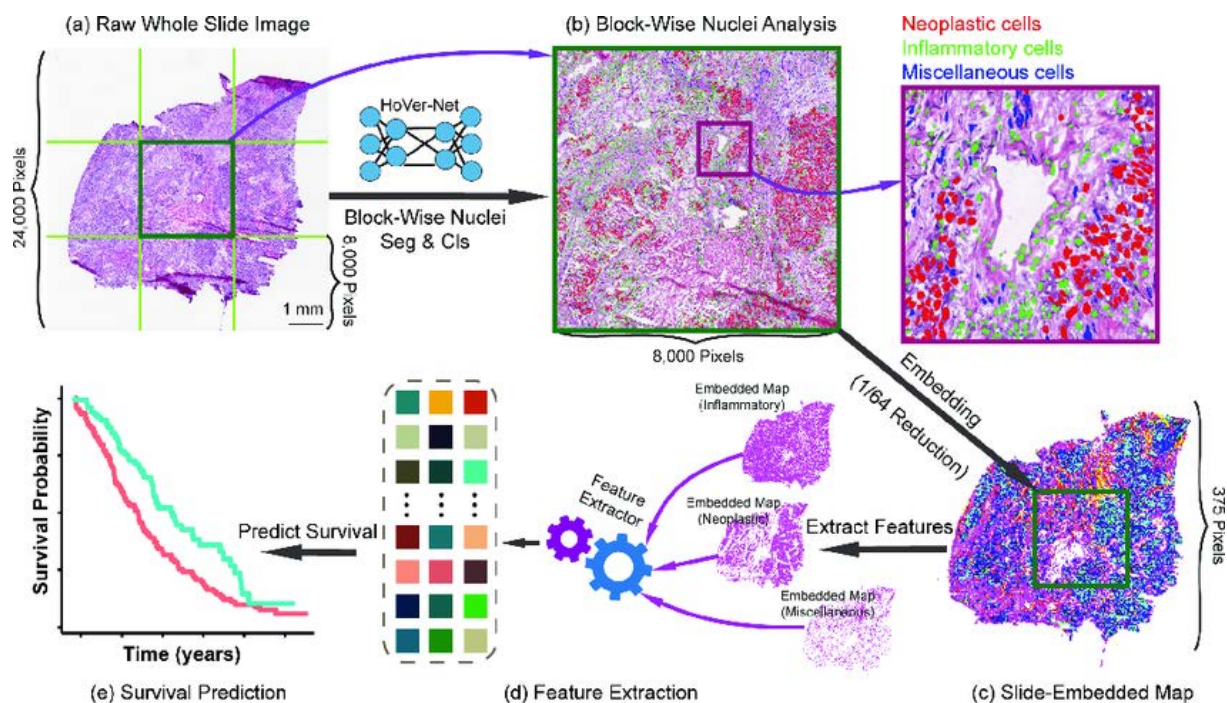 (a) Raw Whole Slide Image
24,000 Pixels
8,000 Pixels
1 mm
HoVer-Net
Block-Wise Nuclei
Seg & Cls
(b) Block-Wise Nuclei Analysis
8,000 Pixels
Neoplastic cells
Inflammatory cells
Miscellaneous cells
Embedding
(1/64 Reduction)
375 Pixels
(c) Slide-Embedded Map
Extract Features
Embedded Map
(Inflammatory)
Embedded Map
(Neoplastic)
Embedded Map
(Miscellaneous)
Feature
Extractor
(d) Feature Extraction
Predict Survival
Survival Probability
Time (years)
(e) Survival Prediction